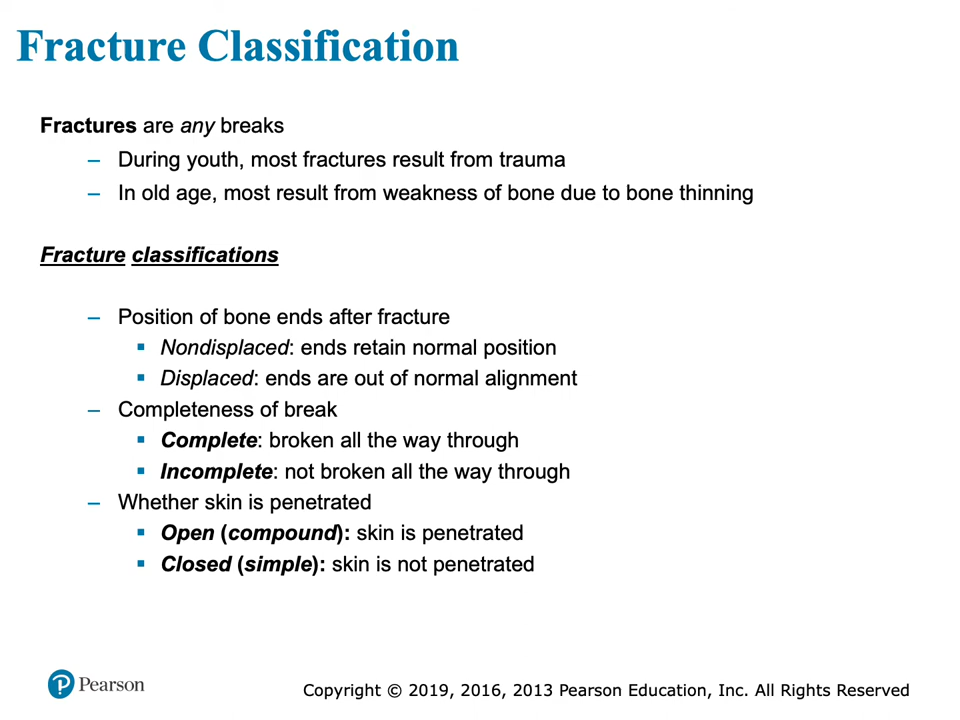 Fracture Classification
Fractures are any breaks
– During youth, most fractures result from trauma
– In old age, most result from weakness of bone due to bone thinning
Fracture classifications
– Position of bone ends after fracture
▪ Nondisplaced: ends retain normal position
▪ Displaced: ends are out of normal alignment
– Completeness of break
▪ Complete: broken all the way through
▪ Incomplete: not broken all the way through
– Whether skin is penetrated
▪ Open (compound): skin is penetrated
▪ Closed (simple): skin is not penetrated
P Pearson
Copyright © 2019, 2016, 2013 Pearson Education, Inc. All Rights Reserved